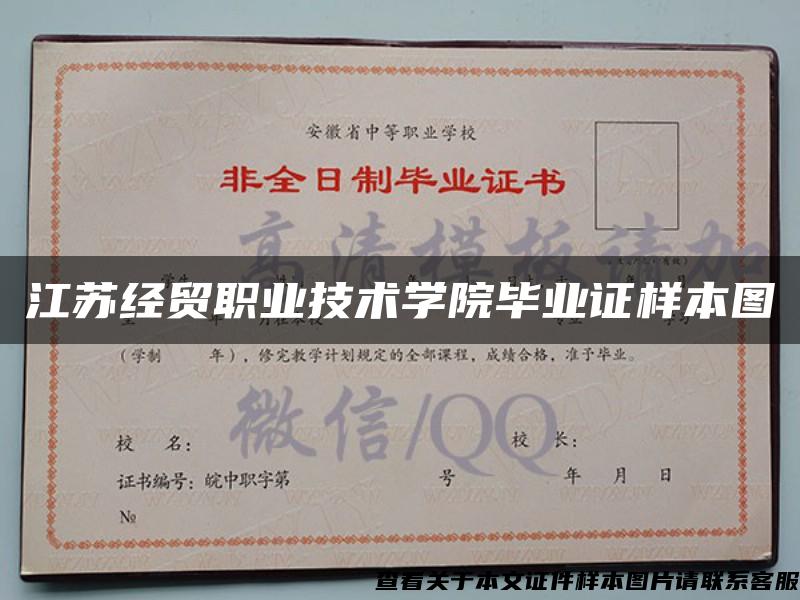 安徽省中等职业学校
非全日制毕业证书
高清模板请加
江苏经贸职业技术学院毕业证样本图
(学制 年),修完教学计划规定的全部课程,成绩合格,准予毕业。
微信/QQ
校 名: 校 长:
证书编号:皖中职字第 号 年 月 日
№
查看关于本文证件样本图片请联系客服